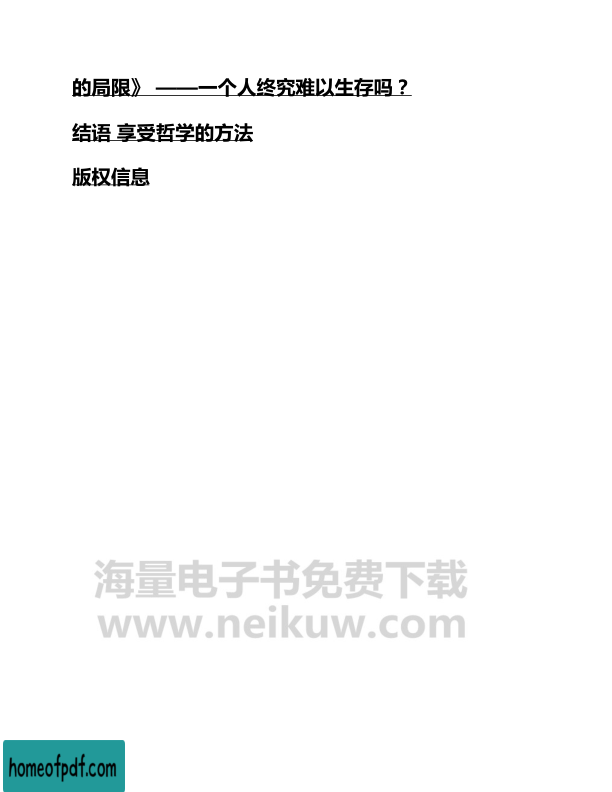 的局限》 ——一个人终究难以生存吗？
结语 享受哲学的方法
版权信息
海量电子书免费下载
www.neikuw.com
homeofpdf.com